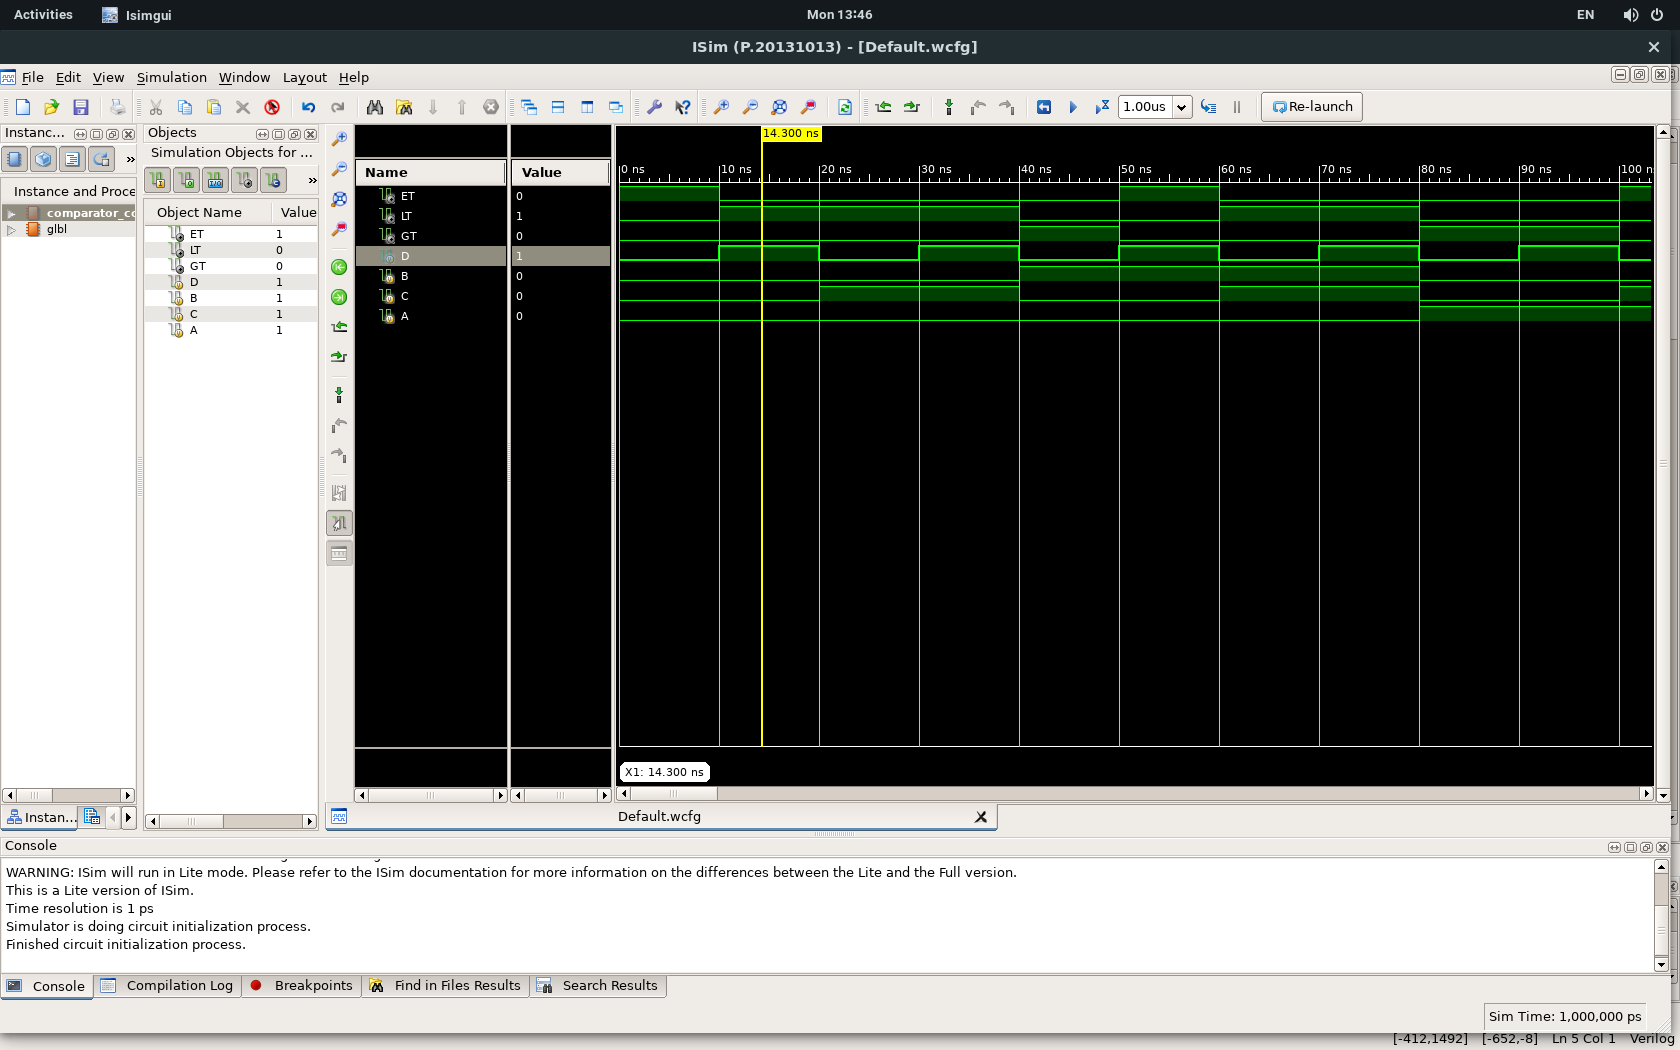 Activities Isimgui Mon 13:46 EN
ISim (P.20131013) - [Default.wcfg]
File Edit View Simulation Window Layout Help
1.00us Re-launch
Instanc...
Instance and Proce
comparator_co
glbl
Instan...
Objects
Simulation Objects for ...
Object Name Value
ET 1
LT 0
GT 0
D 1
B 1
C 1
A 1
Name Value
ET 0
LT 1
GT 0
D 1
B 0
C 0
A 0
14.300 ns
0 ns 10 ns 20 ns 30 ns 40 ns 50 ns 60 ns 70 ns 80 ns 90 ns 100 n
X1: 14.300 ns
Default.wcfg
Console
WARNING: ISim will run in Lite mode. Please refer to the ISim documentation for more information on the differences between the Lite and the Full version.
This is a Lite version of ISim.
Time resolution is 1 ps
Simulator is doing circuit initialization process.
Finished circuit initialization process.
Console Compilation Log Breakpoints Find in Files Results Search Results
Sim Time: 1,000,000 ps
[-412,1492] [-652,-8] Ln 5 Col 1 Verilog